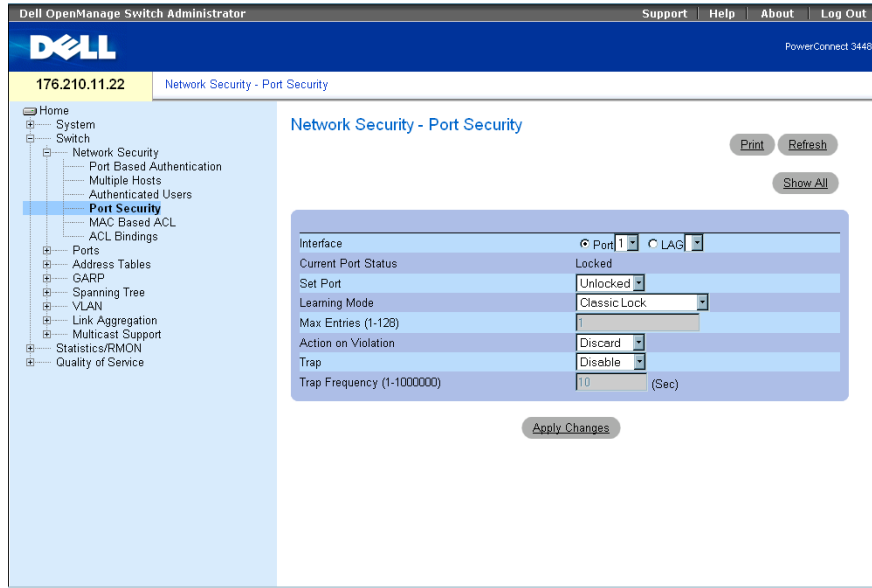 Dell OpenManage Switch Administrator
Support | Help | About | Log Out
DELL
PowerConnect 3448
176.210.11.22
Network Security - Port Security
Home
System
Switch
Network Security
Port Based Authentication
Multiple Hosts
Authenticated Users
Port Security
MAC Based ACL
ACL Bindings
Ports
Address Tables
GARP
Spanning Tree
VLAN
Link Aggregation
Multicast Support
Statistics/RMON
Quality of Service
Network Security - Port Security
Print
Refresh
Show All
Interface Port 1 LAG
Current Port Status Locked
Set Port Unlocked
Learning Mode Classic Lock
Max Entries (1-128) 1
Action on Violation Discard
Trap Disable
Trap Frequency (1-1000000) 10 (Sec)
Apply Changes